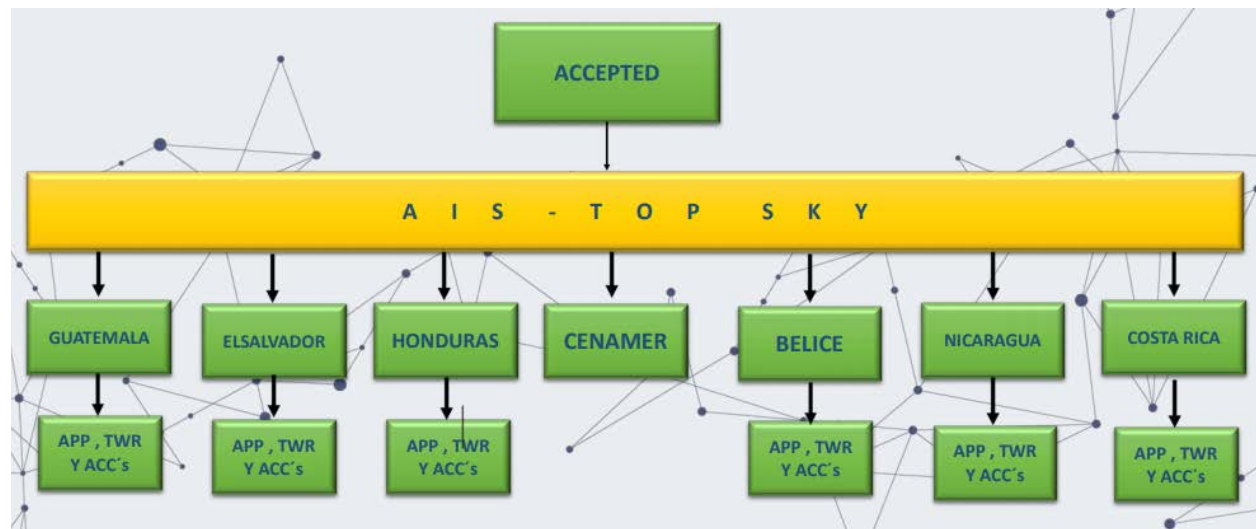 ACCEPTED
A I S - T O P S K Y
GUATEMALA
ELSALVADOR
HONDURAS
CENAMER
BELICE
NICARAGUA
COSTA RICA
APP , TWR
Y ACC´s
APP , TWR
Y ACC´s
APP , TWR
Y ACC´s
APP , TWR
Y ACC´s
APP , TWR
Y ACC´s
APP , TWR
Y ACC´s